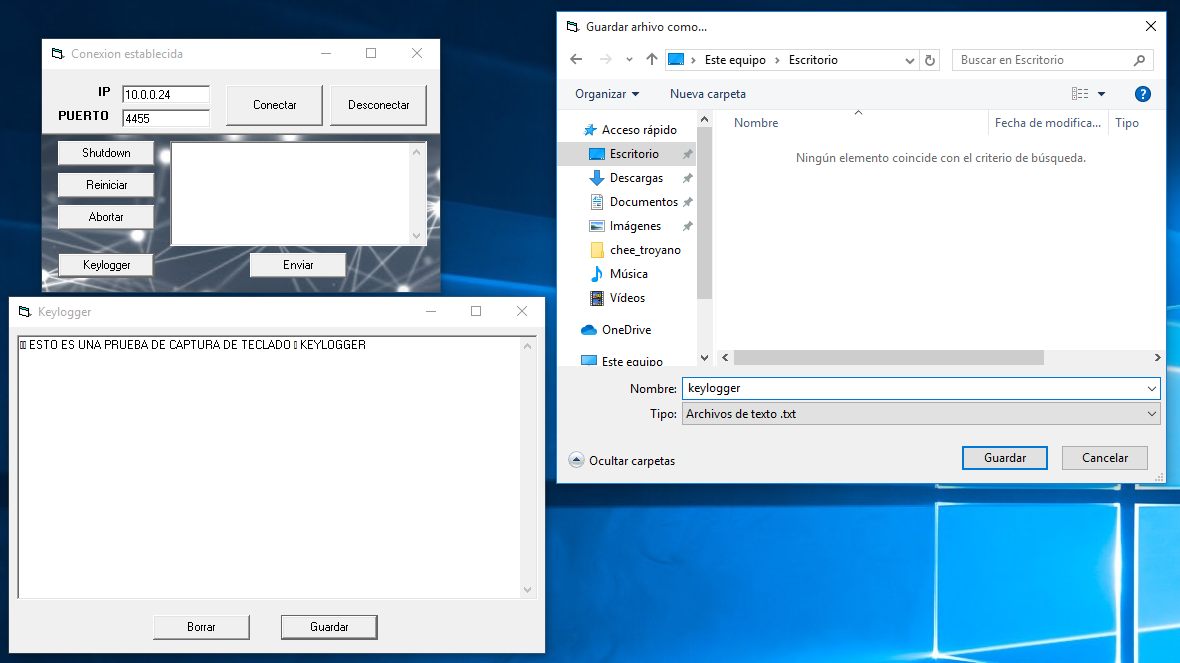 Conexion establecida
IP 10.0.0.24
PUERTO 4455
Conectar
Desconectar
Shutdown
Reiniciar
Abortar
Keylogger
Enviar
Keylogger
ESTO ES UNA PRUEBA DE CAPTURA DE TECLADO KEYLOGGER
Borrar
Guardar
Guardar arhivo como...
Este equipo > Escritorio
Buscar en Escritorio
Organizar
Nueva carpeta
?
Nombre
Fecha de modifica...
Tipo
Ningún elemento coincide con el criterio de búsqueda.
Acceso rápido
Escritorio
Descargas
Documentos
Imágenes
chee_troyano
Música
Vídeos
OneDrive
Este equipo
Nombre: keylogger
Tipo: Archivos de texto .txt
Ocultar carpetas
Guardar
Cancelar